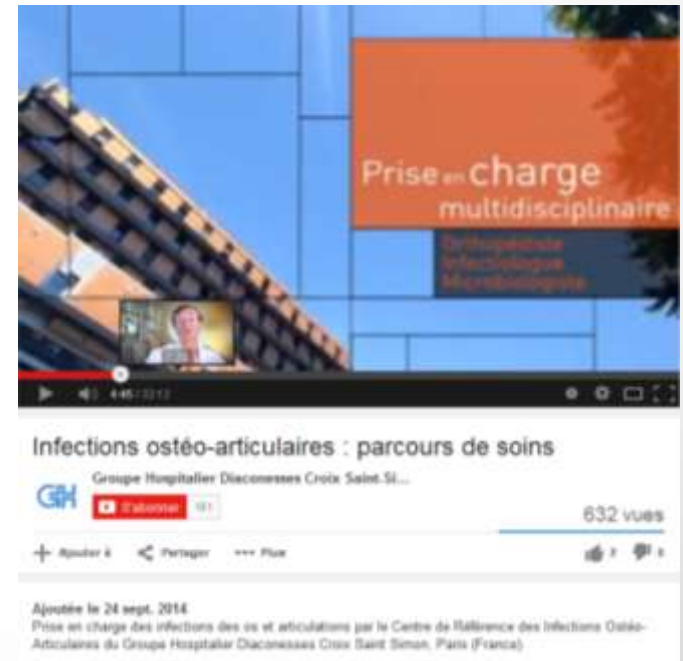 Prise en charge
multidisciplinaire
Orthopédiste
Infectiologue
Microbiologiste
4:45
Infections ostéo-articulaires : parcours de soins
Groupe Hospitalier Diaconesses Croix Saint-Si...
GH
S'abonner
632 vues
Ajouter à Partager Plus
Ajoutée le 24 sept. 2014
Prise en charge des infections des os et articulations par le Centre de Référence des Infections Ostéo-
Articulaires du Groupe Hospitalier Diaconesses Croix Saint Simon, Paris (France).